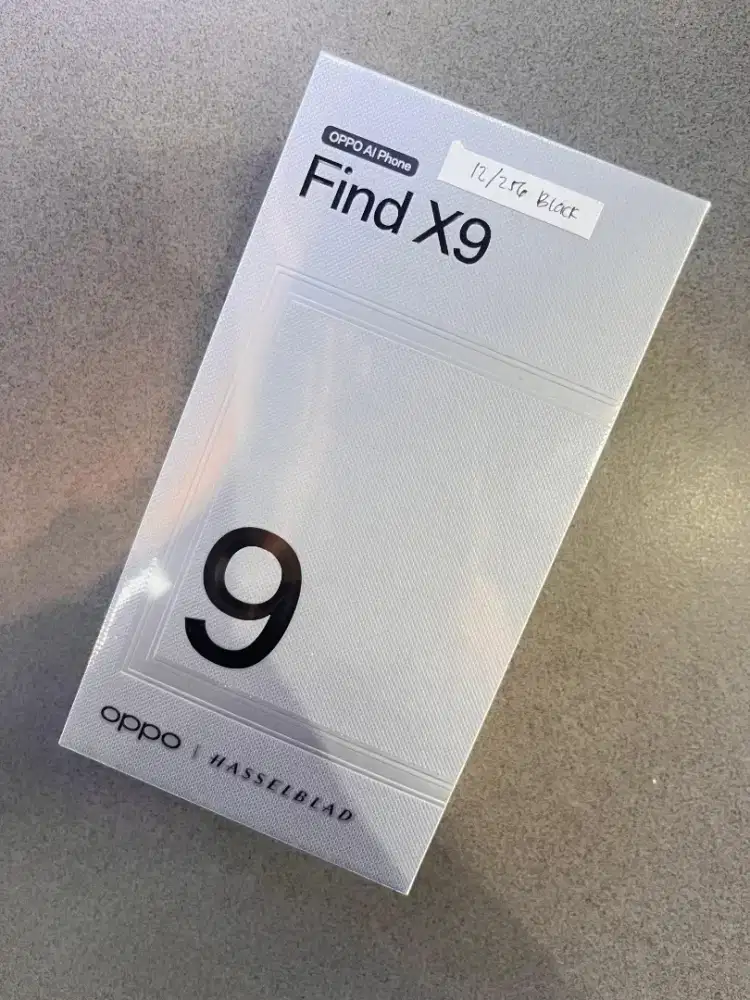 OPPO AI Phone
12/256 Black
Find X9
9
oppo | HASSELBLAD